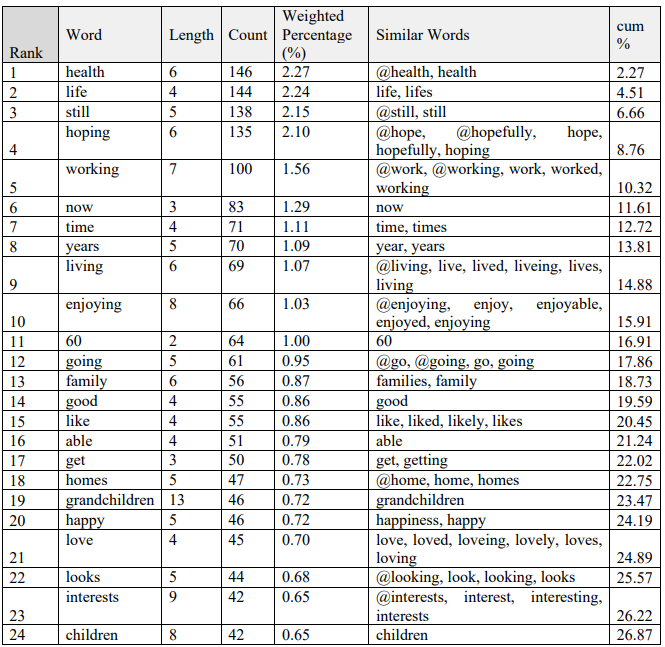 Rank Word Length Count Weighted Percentage (%) Similar Words cum %
1 health 6 146 2.27 @health, health 2.27
2 life 4 144 2.24 life, lifes 4.51
3 still 5 138 2.15 @still, still 6.66
4 hoping 6 135 2.10 @hope, @hopefully, hope, hopefully, hoping 8.76
5 working 7 100 1.56 @work, @working, work, worked, working 10.32
6 now 3 83 1.29 now 11.61
7 time 4 71 1.11 time, times 12.72
8 years 5 70 1.09 year, years 13.81
9 living 6 69 1.07 @living, live, lived, liveing, lives, living 14.88
10 enjoying 8 66 1.03 @enjoying, enjoy, enjoyable, enjoyed, enjoying 15.91
11 60 2 64 1.00 60 16.91
12 going 5 61 0.95 @go, @going, go, going 17.86
13 family 6 56 0.87 families, family 18.73
14 good 4 55 0.86 good 19.59
15 like 4 55 0.86 like, liked, likely, likes 20.45
16 able 4 51 0.79 able 21.24
17 get 3 50 0.78 get, getting 22.02
18 homes 5 47 0.73 @home, home, homes 22.75
19 grandchildren 13 46 0.72 grandchildren 23.47
20 happy 5 46 0.72 happiness, happy 24.19
21 love 4 45 0.70 love, loved, loveing, lovely, loves, loving 24.89
22 looks 5 44 0.68 @looking, look, looking, looks 25.57
23 interests 9 42 0.65 @interests, interest, interesting, interests 26.22
24 children 8 42 0.65 children 26.87